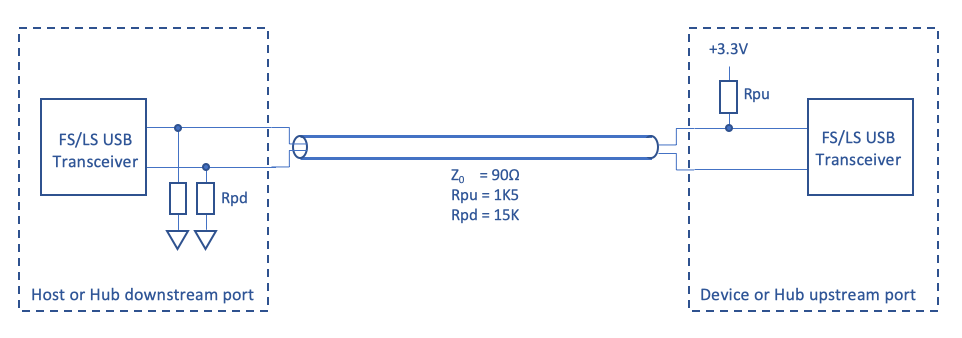 +3.3V
Rpu
FS/LS USB
Transceiver
FS/LS USB
Transceiver
Rpd
Z₀ = 90Ω
Rpu = 1K5
Rpd = 15K
Host or Hub downstream port
Device or Hub upstream port